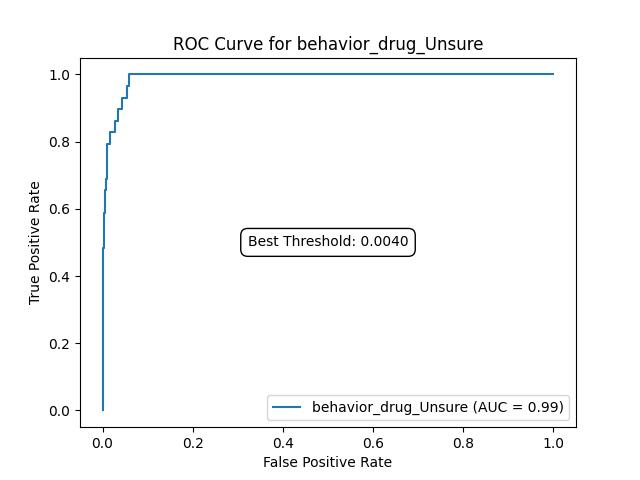 ROC Curve for behavior_drug_Unsure
True Positive Rate
1.0
0.8
0.6
0.4
0.2
0.0
Best Threshold: 0.0040
behavior_drug_Unsure (AUC = 0.99)
0.0 0.2 0.4 0.6 0.8 1.0
False Positive Rate